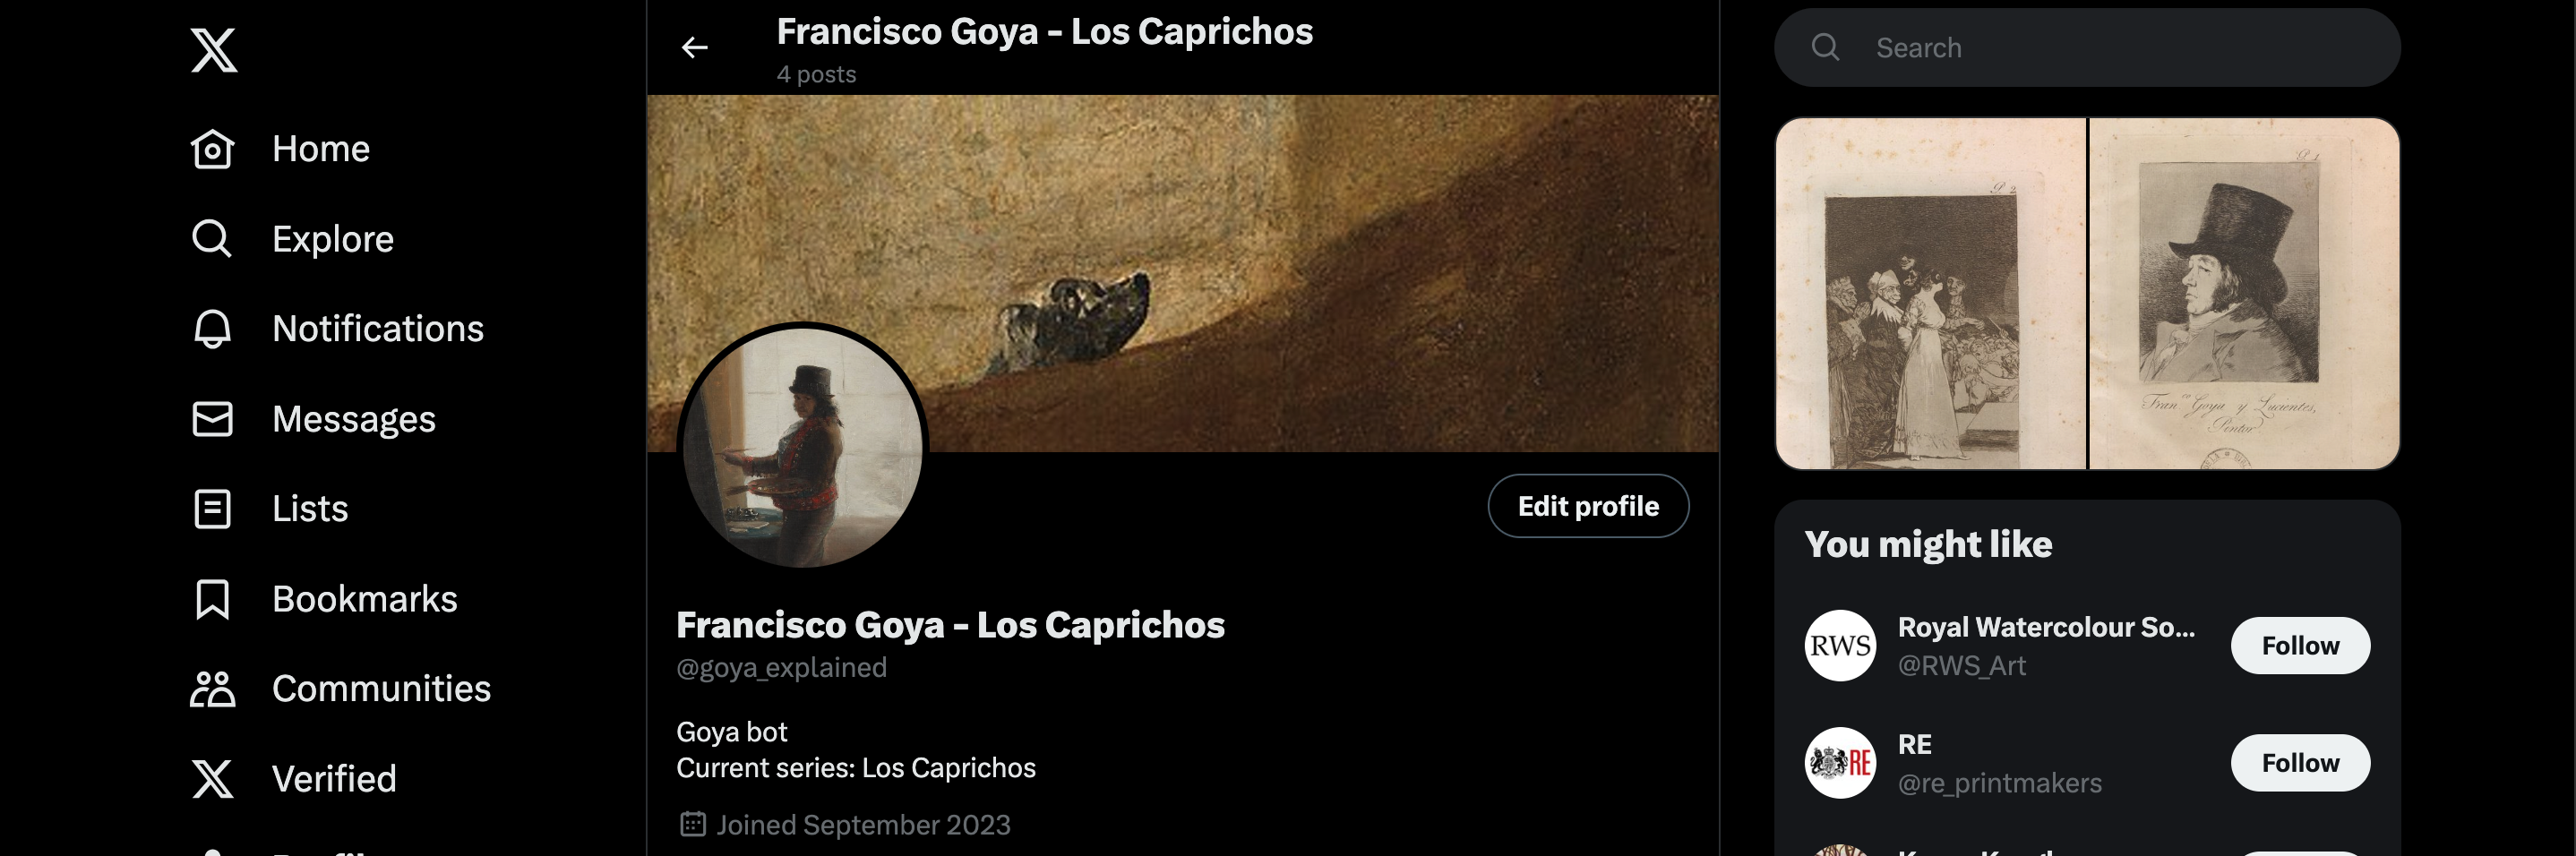 Home
Explore
Notifications
Messages
Lists
Bookmarks
Communities
Verified
Francisco Goya - Los Caprichos
4 posts
Edit profile
Francisco Goya - Los Caprichos
@goya_explained
Goya bot
Current series: Los Caprichos
Joined September 2023
Search
P. 2
P. 1
Fran.co Goya y Lucientes,
Pintor
You might like
RWS
Royal Watercolour So...
@RWS_Art
Follow
RE
RE
@re_printmakers
Follow